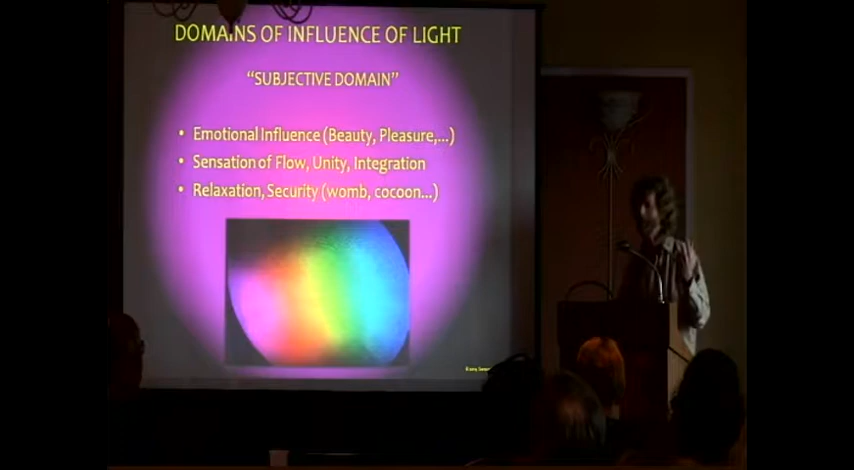 DOMAINS OF INFLUENCE OF LIGHT
“SUBJECTIVE DOMAIN”
• Emotional Influence (Beauty, Pleasure,...)
• Sensation of Flow, Unity, Integration
• Relaxation, Security (womb, cocoon...)